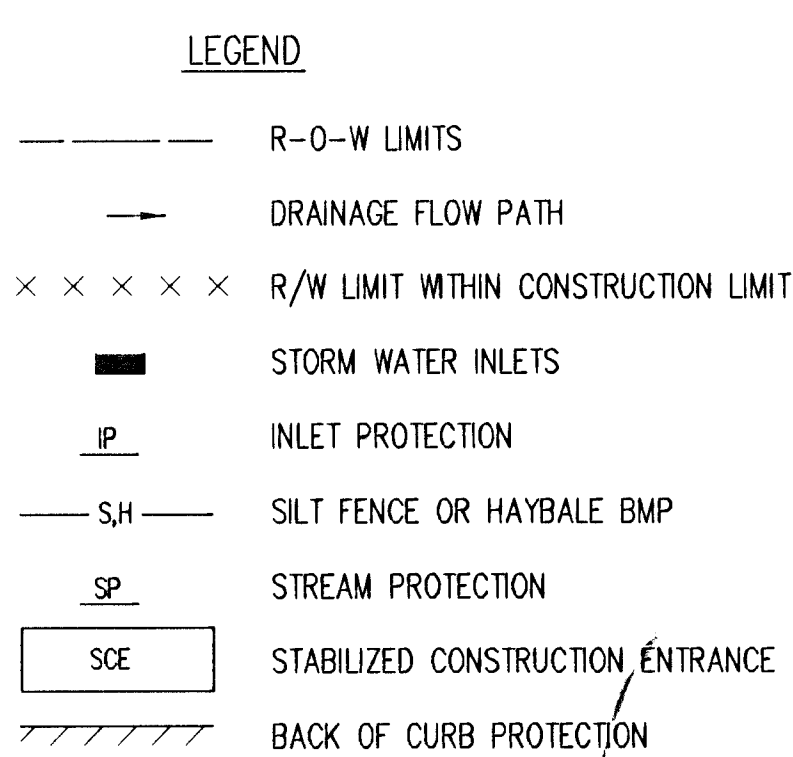 LEGEND
R-O-W LIMITS
DRAINAGE FLOW PATH
R/W LIMIT WITHIN CONSTRUCTION LIMIT
STORM WATER INLETS
IP INLET PROTECTION
S,H SILT FENCE OR HAYBALE BMP
SP STREAM PROTECTION
SCE STABILIZED CONSTRUCTION ENTRANCE
BACK OF CURB PROTECTION